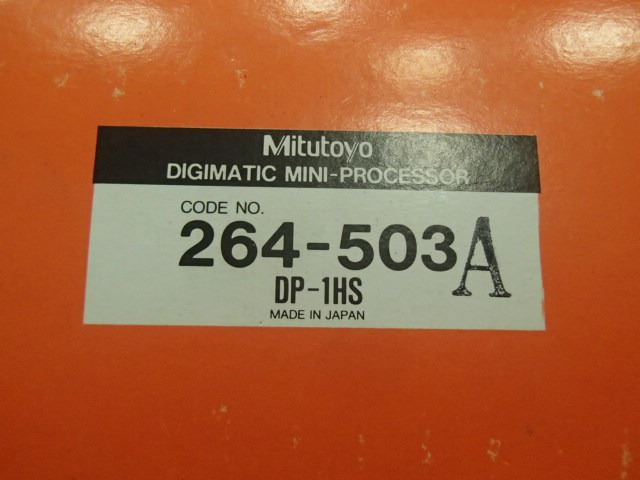 Mitutoyo
DIGIMATIC MINI-PROCESSOR
CODE NO.
264-503A
DP-1HS
MADE IN JAPAN